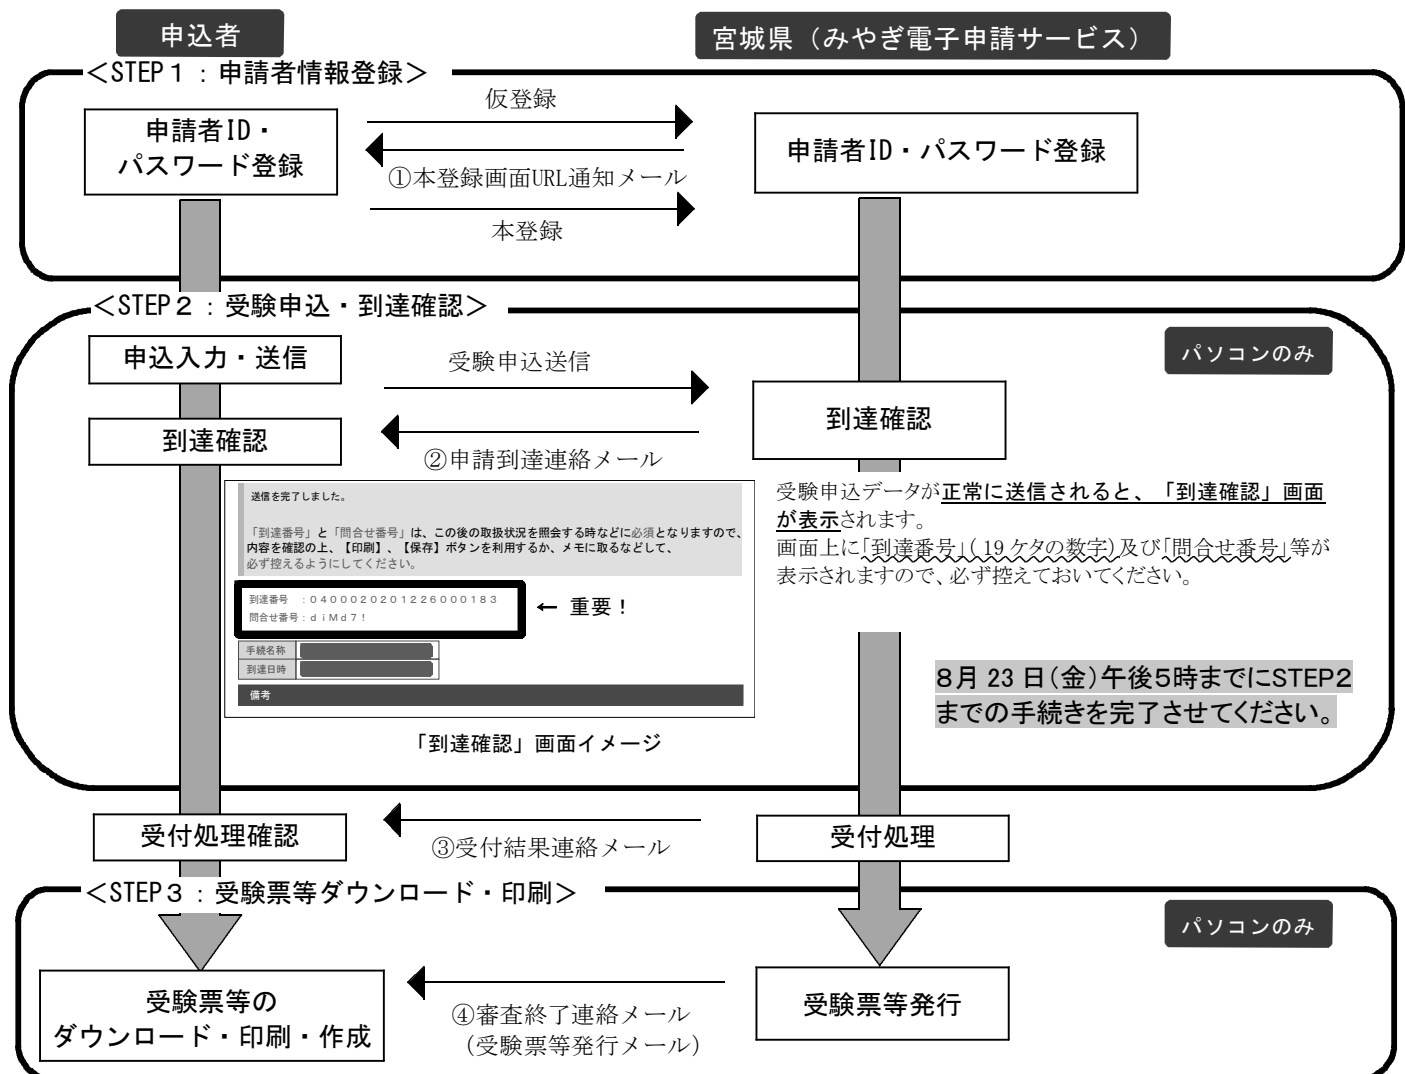 申込者
宮城県（みやぎ電子申請サービス）
＜STEP１：申請者情報登録＞
申請者ID・
パスワード登録
仮登録
①本登録画面URL通知メール
本登録
申請者ID・パスワード登録
＜STEP２：受験申込・到達確認＞
パソコンのみ
申込入力・送信
受験申込送信
到達確認
到達確認
②申請到達連絡メール
送信を完了しました。
「到達番号」と「問合せ番号」は、この後の取扱状況を照会する時などに必須となりますので、
内容を確認の上、【印刷】、【保存】ボタンを利用するか、メモに取るなどして、
必ず控えるようにしてください。
到達番号　：０４０００２０２０１２２６０００１８３
問合せ番号：ｄｉＭｄ７！
← 重要！
手続名称
到達日時
備考
「到達確認」画面イメージ
受験申込データが正常に送信されると、「到達確認」画面
が表示されます。
画面上に「到達番号」(19ケタの数字)及び「問合せ番号」等が
表示されますので、必ず控えておいてください。
８月 23 日（金）午後５時までにSTEP２
までの手続きを完了させてください。
受付処理確認
③受付結果連絡メール
受付処理
＜STEP３：受験票等ダウンロード・印刷＞
パソコンのみ
受験票等の
ダウンロード・印刷・作成
④審査終了連絡メール
（受験票等発行メール）
受験票等発行